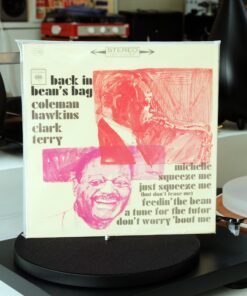 STEREO
back in
bean's bag
coleman
hawkins
clark
terry
michelle
squeeze me
just squeeze me
(but don't tease me)
feedin' the bean
a tune for the tutor
don't worry 'bout me